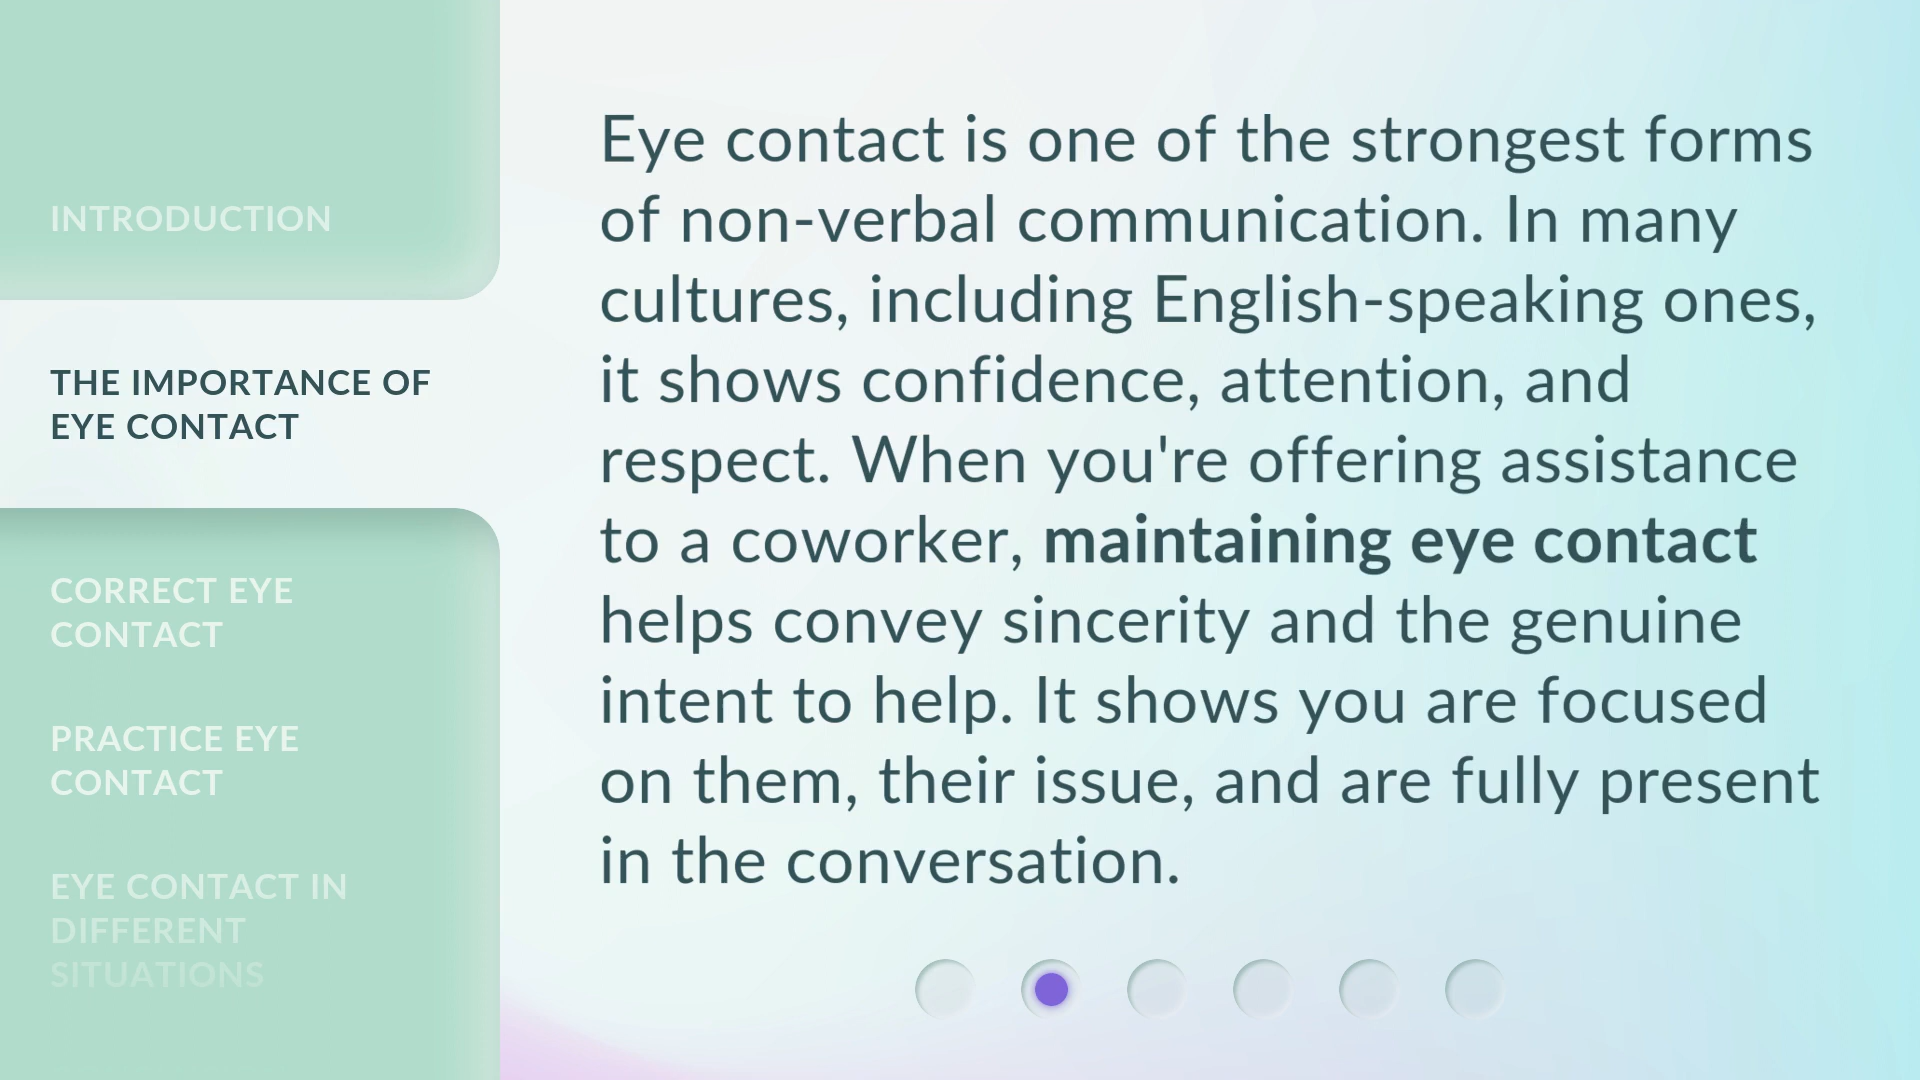 INTRODUCTION
THE IMPORTANCE OF
EYE CONTACT
CORRECT EYE
CONTACT
PRACTICE EYE
CONTACT
EYE CONTACT IN
DIFFERENT
SITUATIONS
Eye contact is one of the strongest forms
of non-verbal communication. In many
cultures, including English-speaking ones,
it shows confidence, attention, and
respect. When you're offering assistance
to a coworker, maintaining eye contact
helps convey sincerity and the genuine
intent to help. It shows you are focused
on them, their issue, and are fully present
in the conversation.